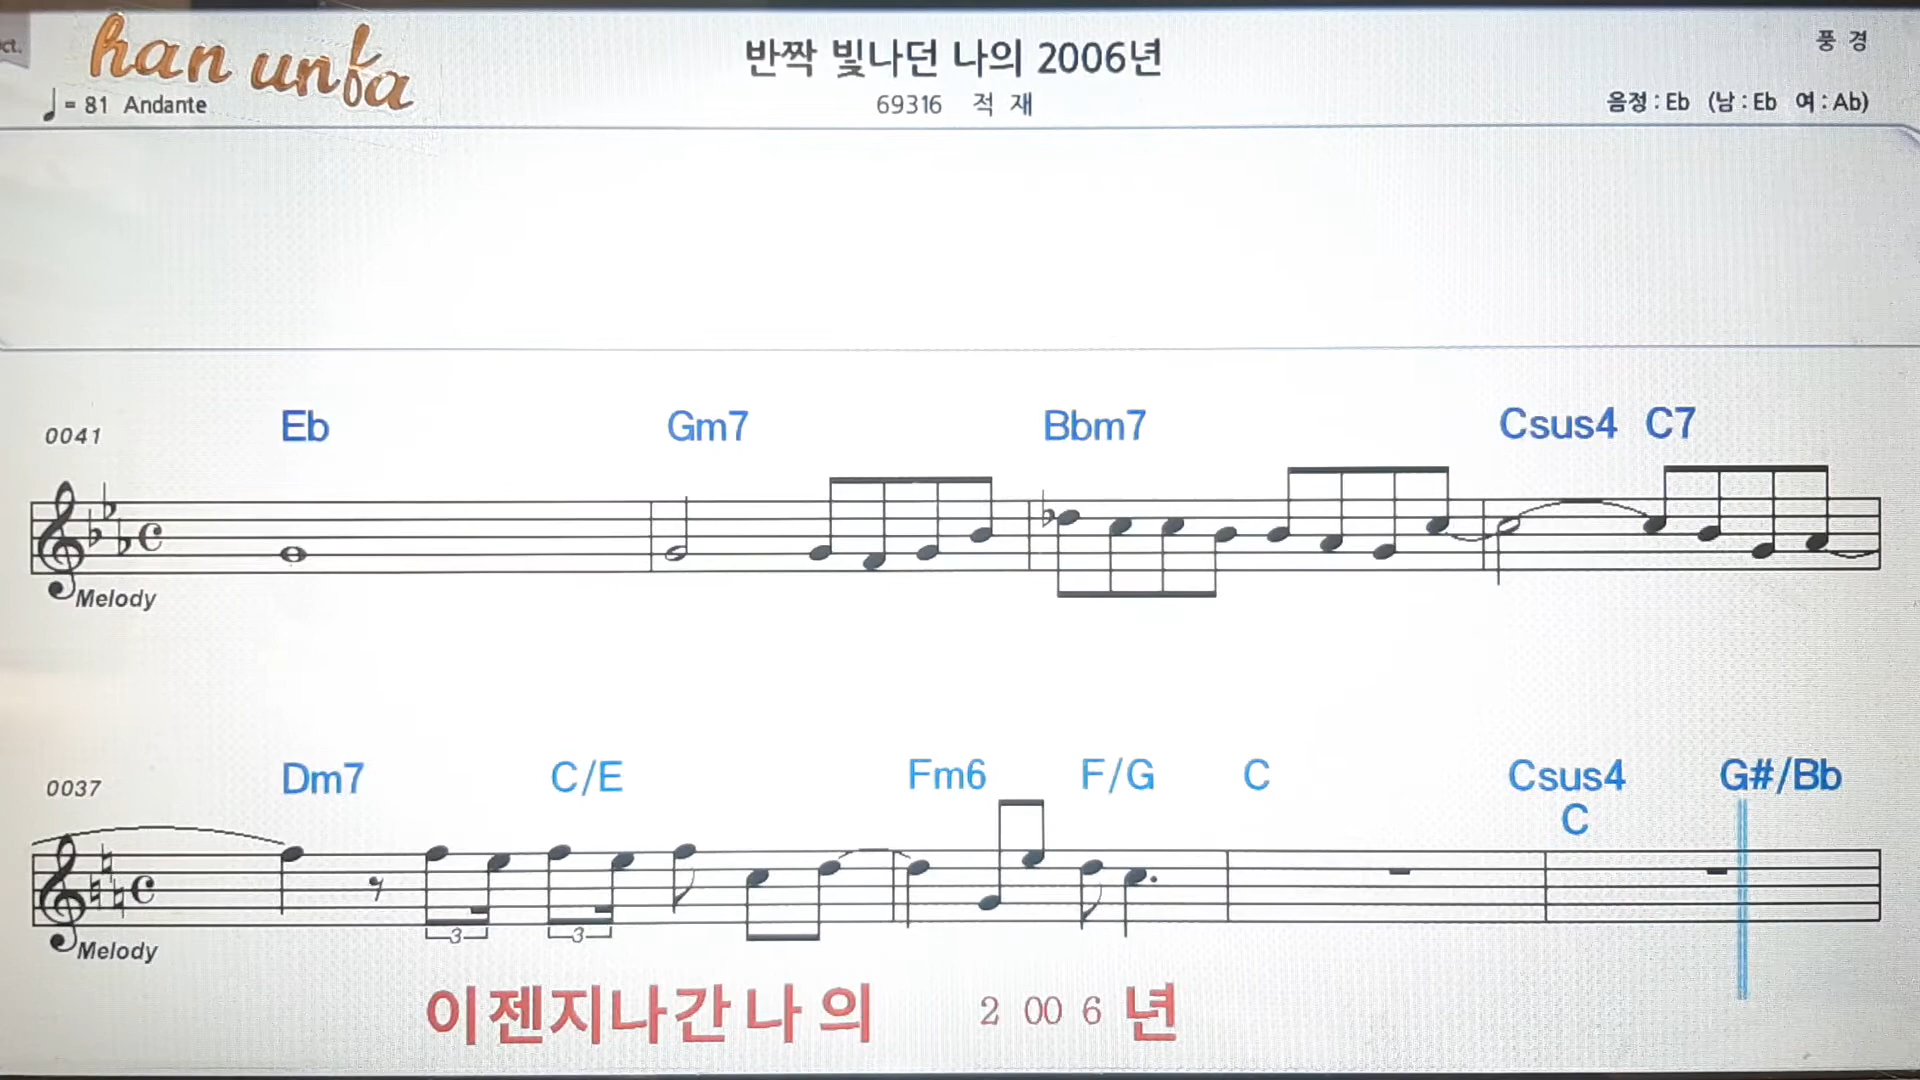 ct.
han unfa
반짝 빛나던 나의 2006년
풍 경
♩ = 81 Andante
69316 적 재
음정 : Eb (남 : Eb 여 : Ab)
0041 Eb Gm7 Bbm7 Csus4 C7
Melody
0037 Dm7 C/E Fm6 F/G C Csus4 G#/Bb
C
3 3
Melody
이젠지나간나의 2 00 6 년